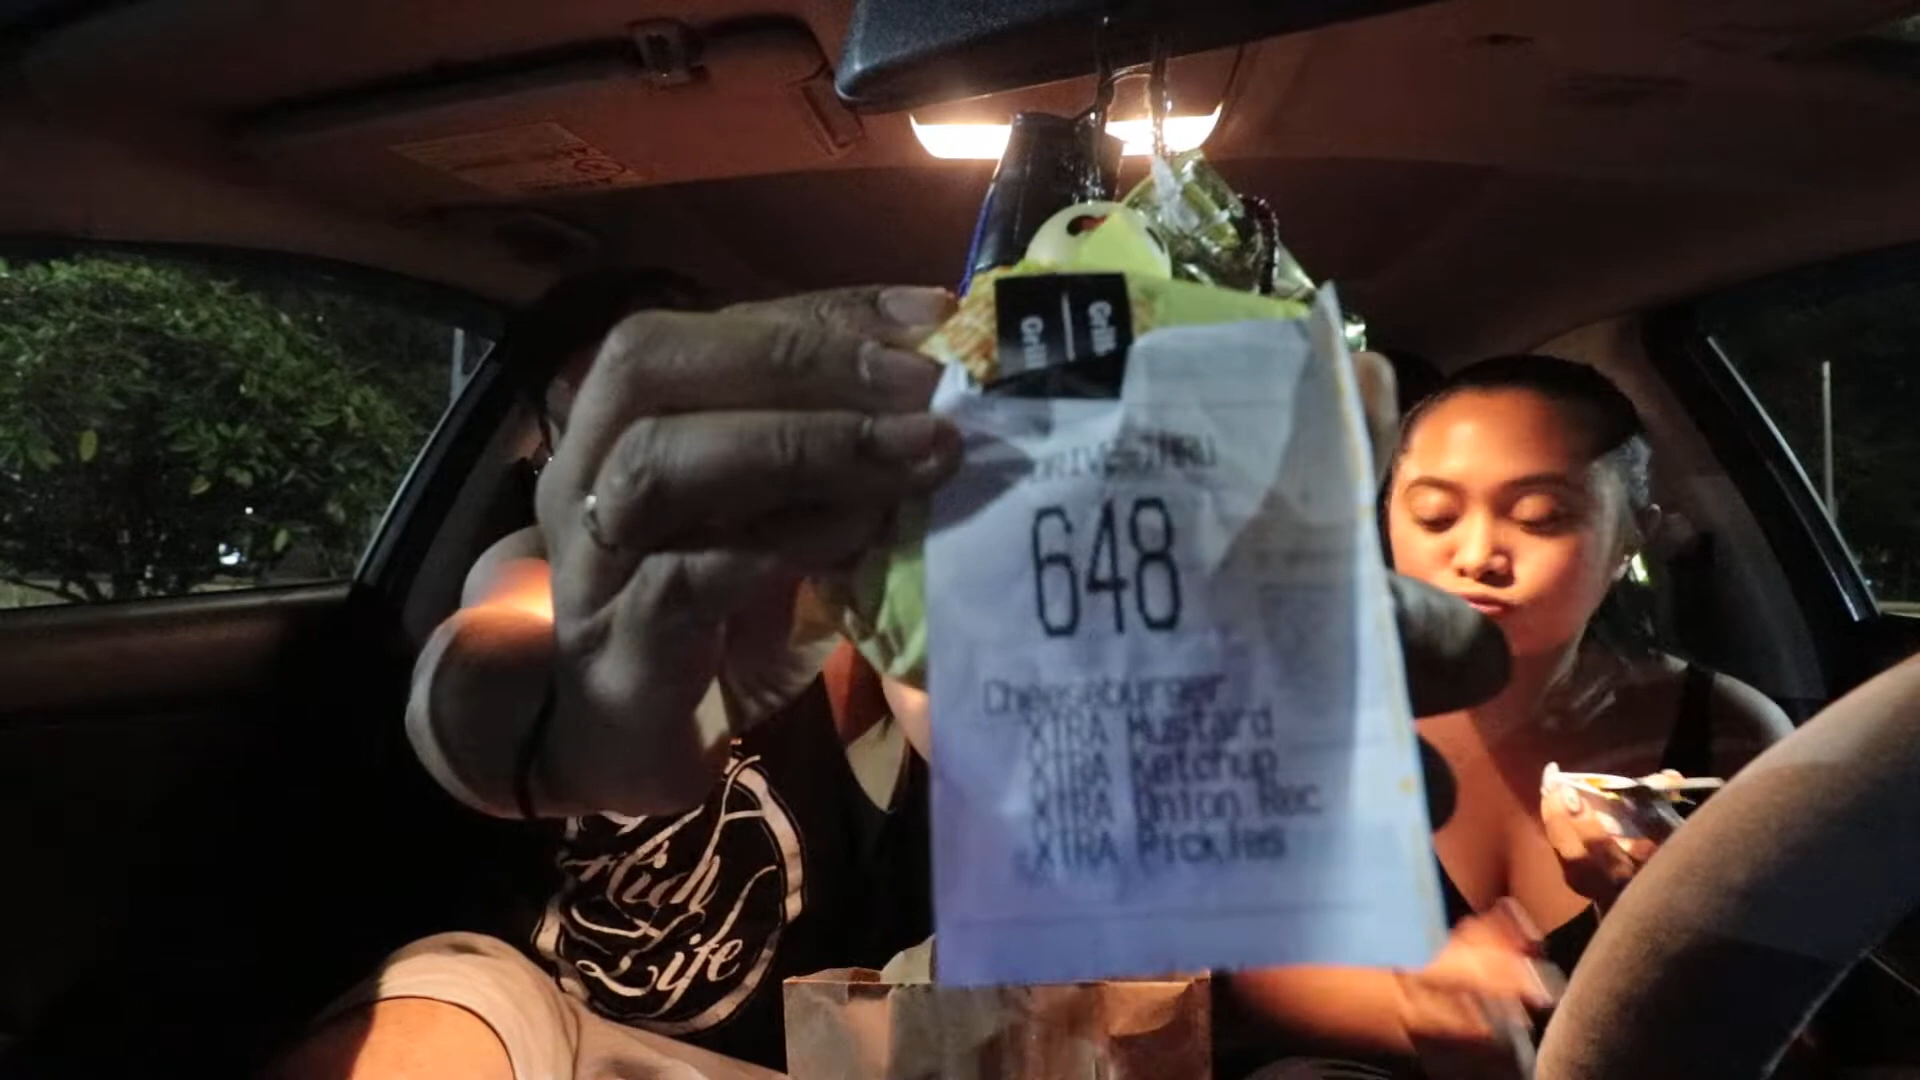 Grill
Grill
DRIVE-THRU
648
Cheeseburger
XTRA Mustard
XTRA Ketchup
XTRA Onion Rec
XTRA Pickles
High
Life